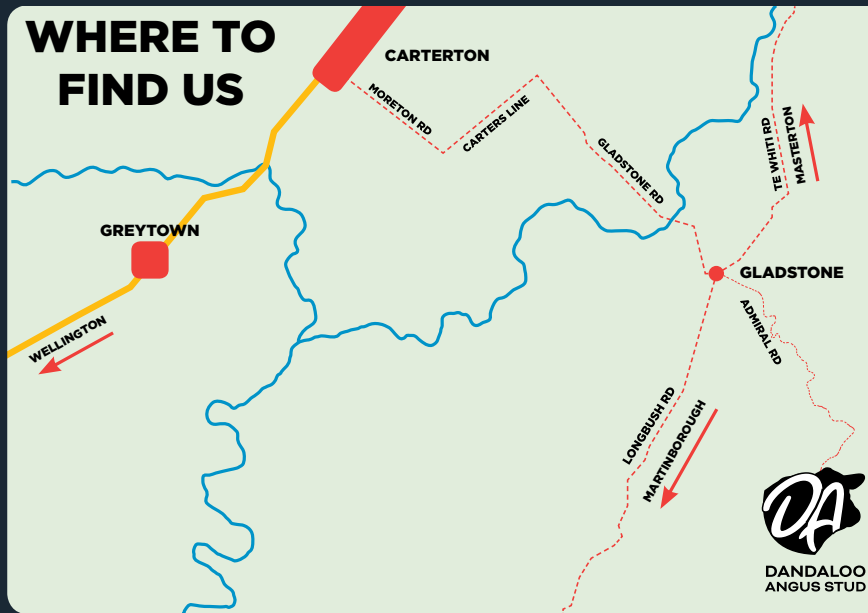 WHERE TO
FIND US
CARTERTON
MORETON RD
CARTERS LINE
GLADSTONE RD
TE WHITI RD
MASTERTON
GREYTOWN
WELLINGTON
GLADSTONE
ADMIRAL RD
LONGBUSH RD
MARTINBOROUGH
DA
DANDALOO
ANGUS STUD